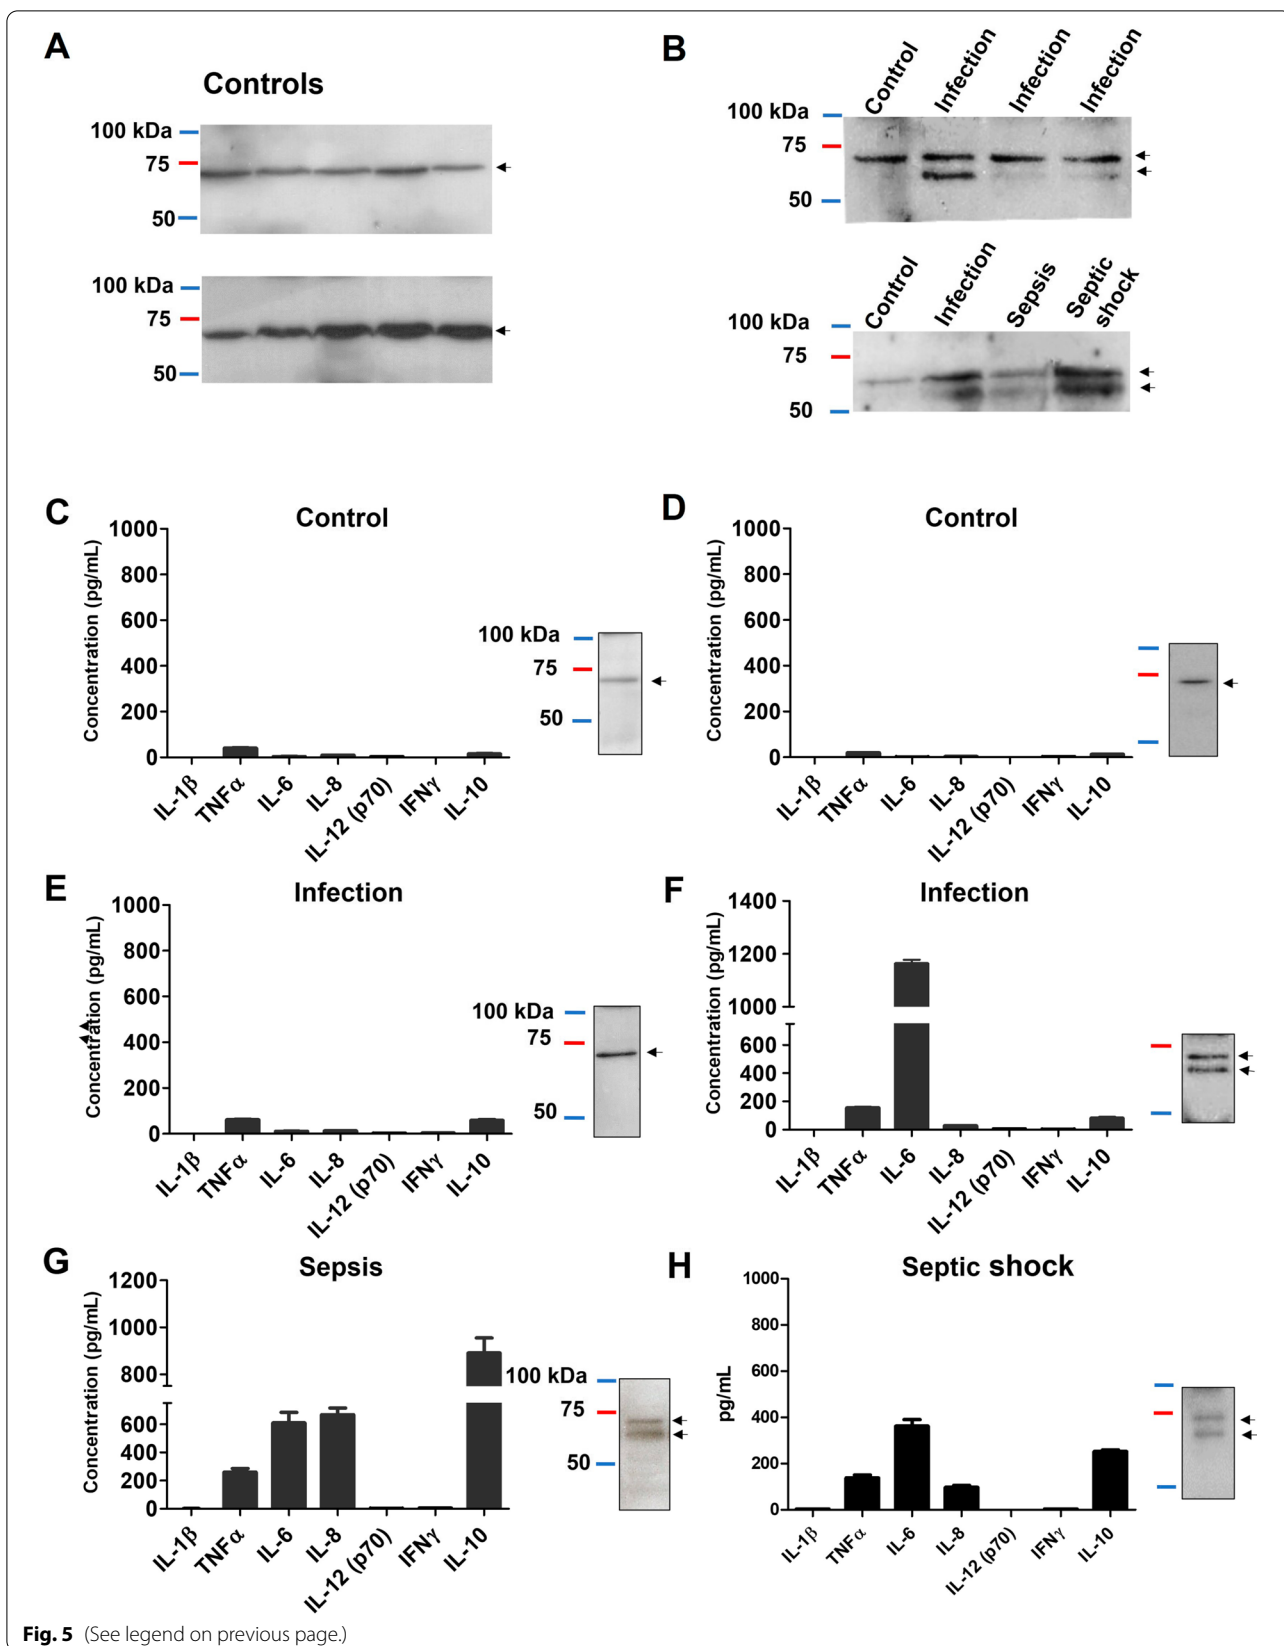 A
Controls
100 kDa
75
50
100 kDa
75
50
B
Control
Infection
Infection
Infection
100 kDa
75
50
Control
Infection
Sepsis
Septic
shock
100 kDa
75
50
C
Control
Concentration (pg/mL)
1000
800
600
400
200
0
IL-1β
TNFα
IL-6
IL-8
IL-12 (p70)
IFNγ
IL-10
100 kDa
75
50
D
Control
Concentration (pg/mL)
1000
800
600
400
200
0
IL-1β
TNFα
IL-6
IL-8
IL-12 (p70)
IFNγ
IL-10
E
Infection
Concentration (pg/mL)
1000
800
600
400
200
0
IL-1β
TNFα
IL-6
IL-8
IL-12 (p70)
IFNγ
IL-10
100 kDa
75
50
F
Infection
Concentration (pg/mL)
1400
1200
1000
600
400
200
0
IL-1β
TNFα
IL-6
IL-8
IL-12 (p70)
IFNγ
IL-10
G
Sepsis
Concentration (pg/mL)
1200
1000
800
600
400
200
0
IL-1β
TNFα
IL-6
IL-8
IL-12 (p70)
IFNγ
IL-10
100 kDa
75
50
H
Septic shock
pg/mL
1000
800
600
400
200
0
IL-1β
TNFα
IL-6
IL-8
IL-12 (p70)
IFNγ
IL-10
Fig. 5 (See legend on previous page.)